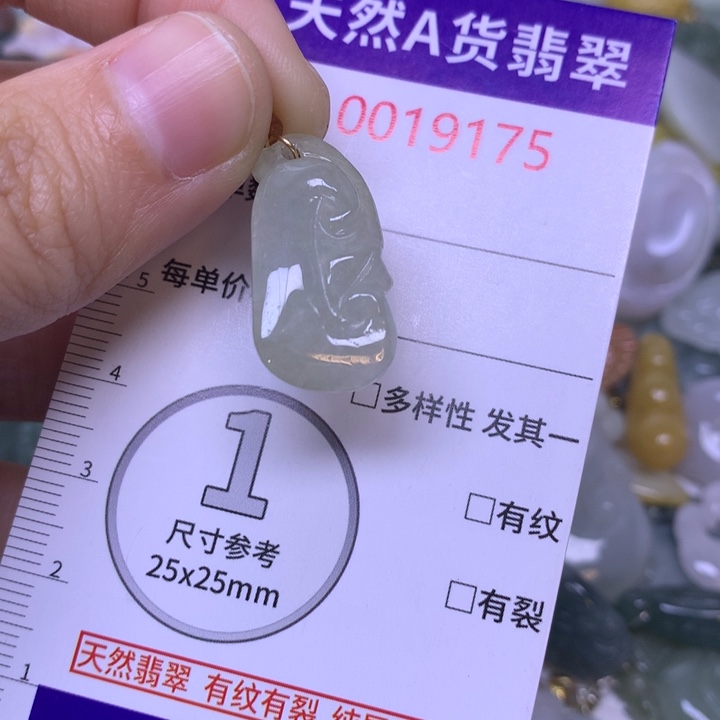 天然A货翡翠
0019175
每单价
5
4
多样性 发其一
3
1
尺寸参考
25x25mm
有纹
2
有裂
天然翡翠 有纹有裂
1